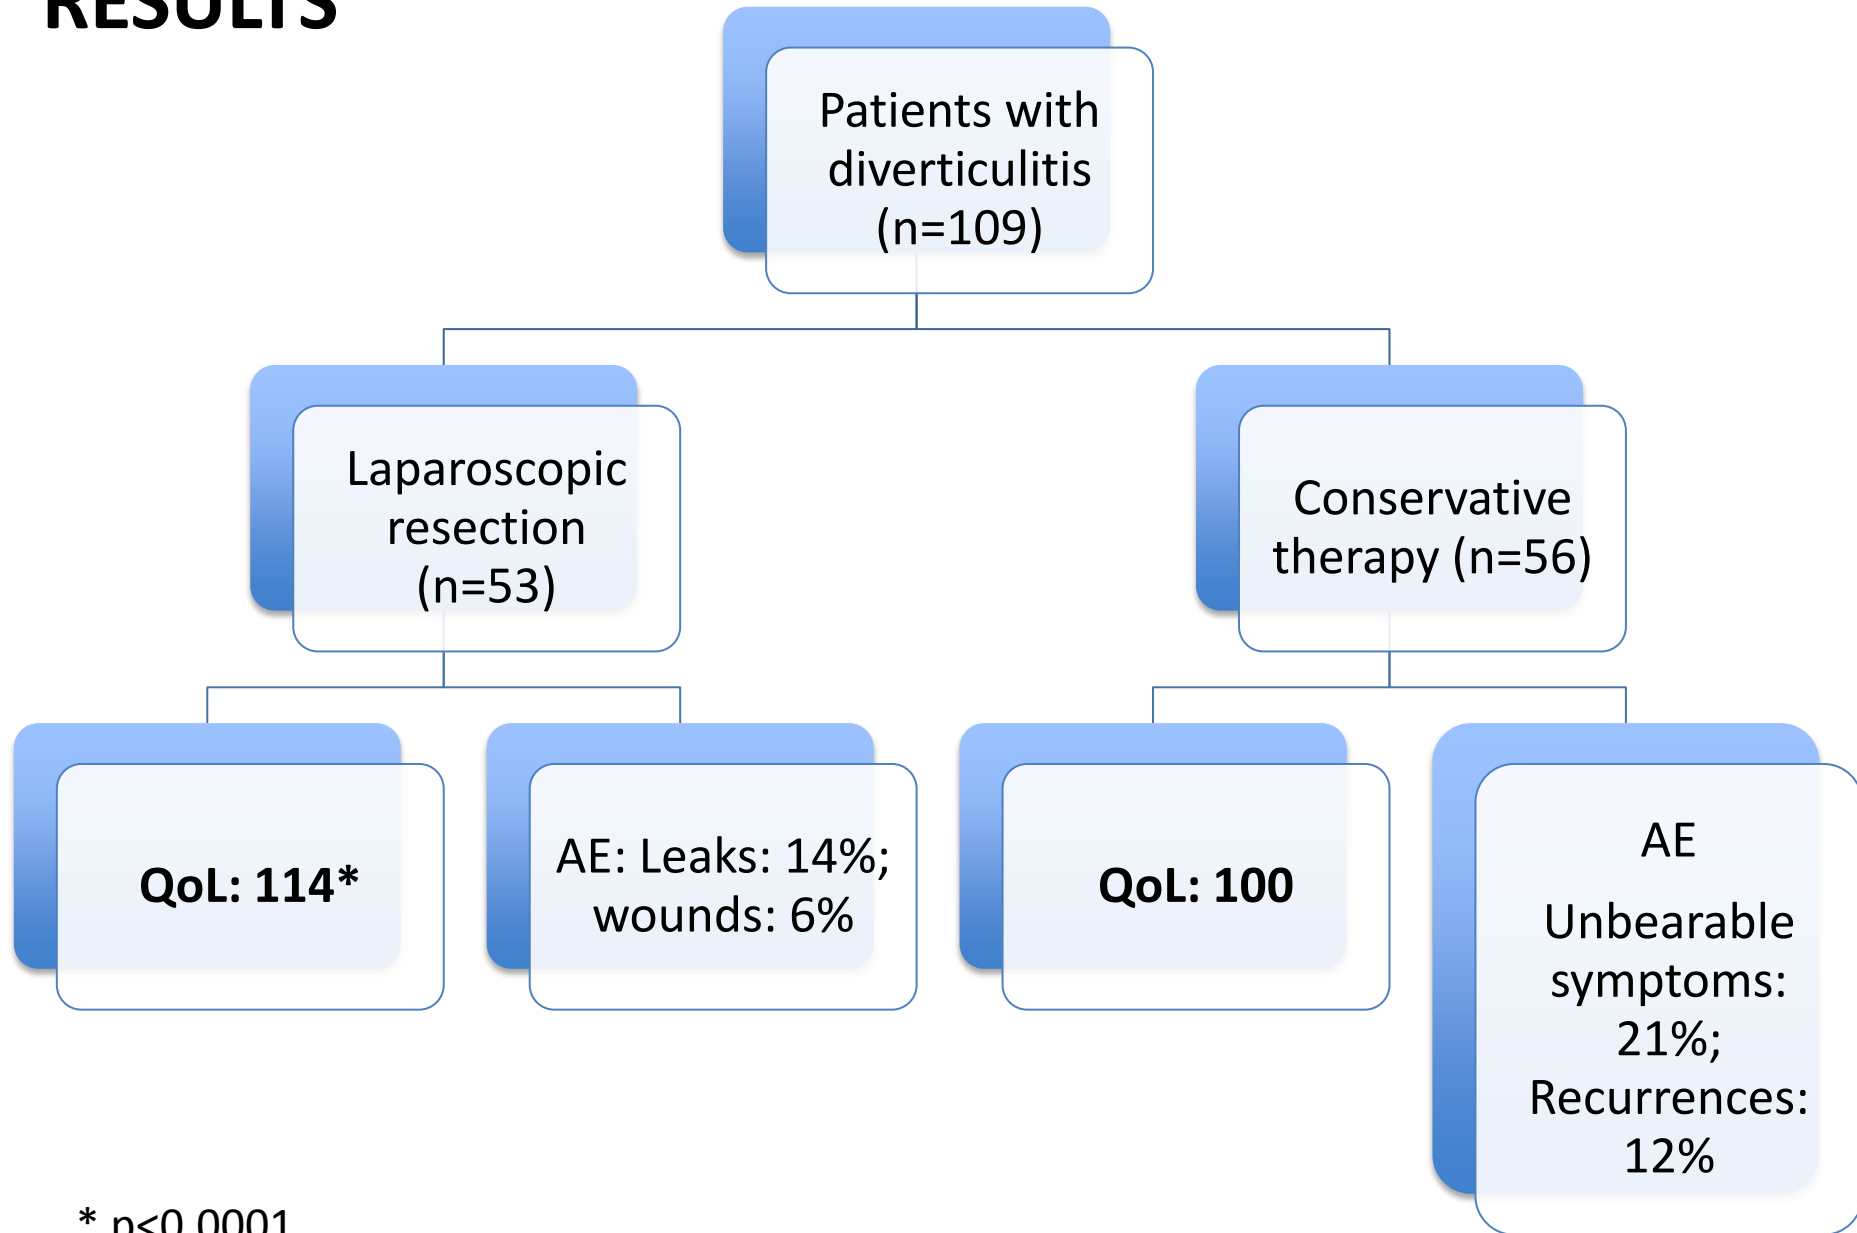 RESULTS
Patients with
diverticulitis
(n=109)
Laparoscopic
resection
(n=53)
Conservative
therapy (n=56)
QoL: 114*
AE: Leaks: 14%;
wounds: 6%
QoL: 100
AE
Unbearable
symptoms:
21%;
Recurrences:
12%
* p<0.0001